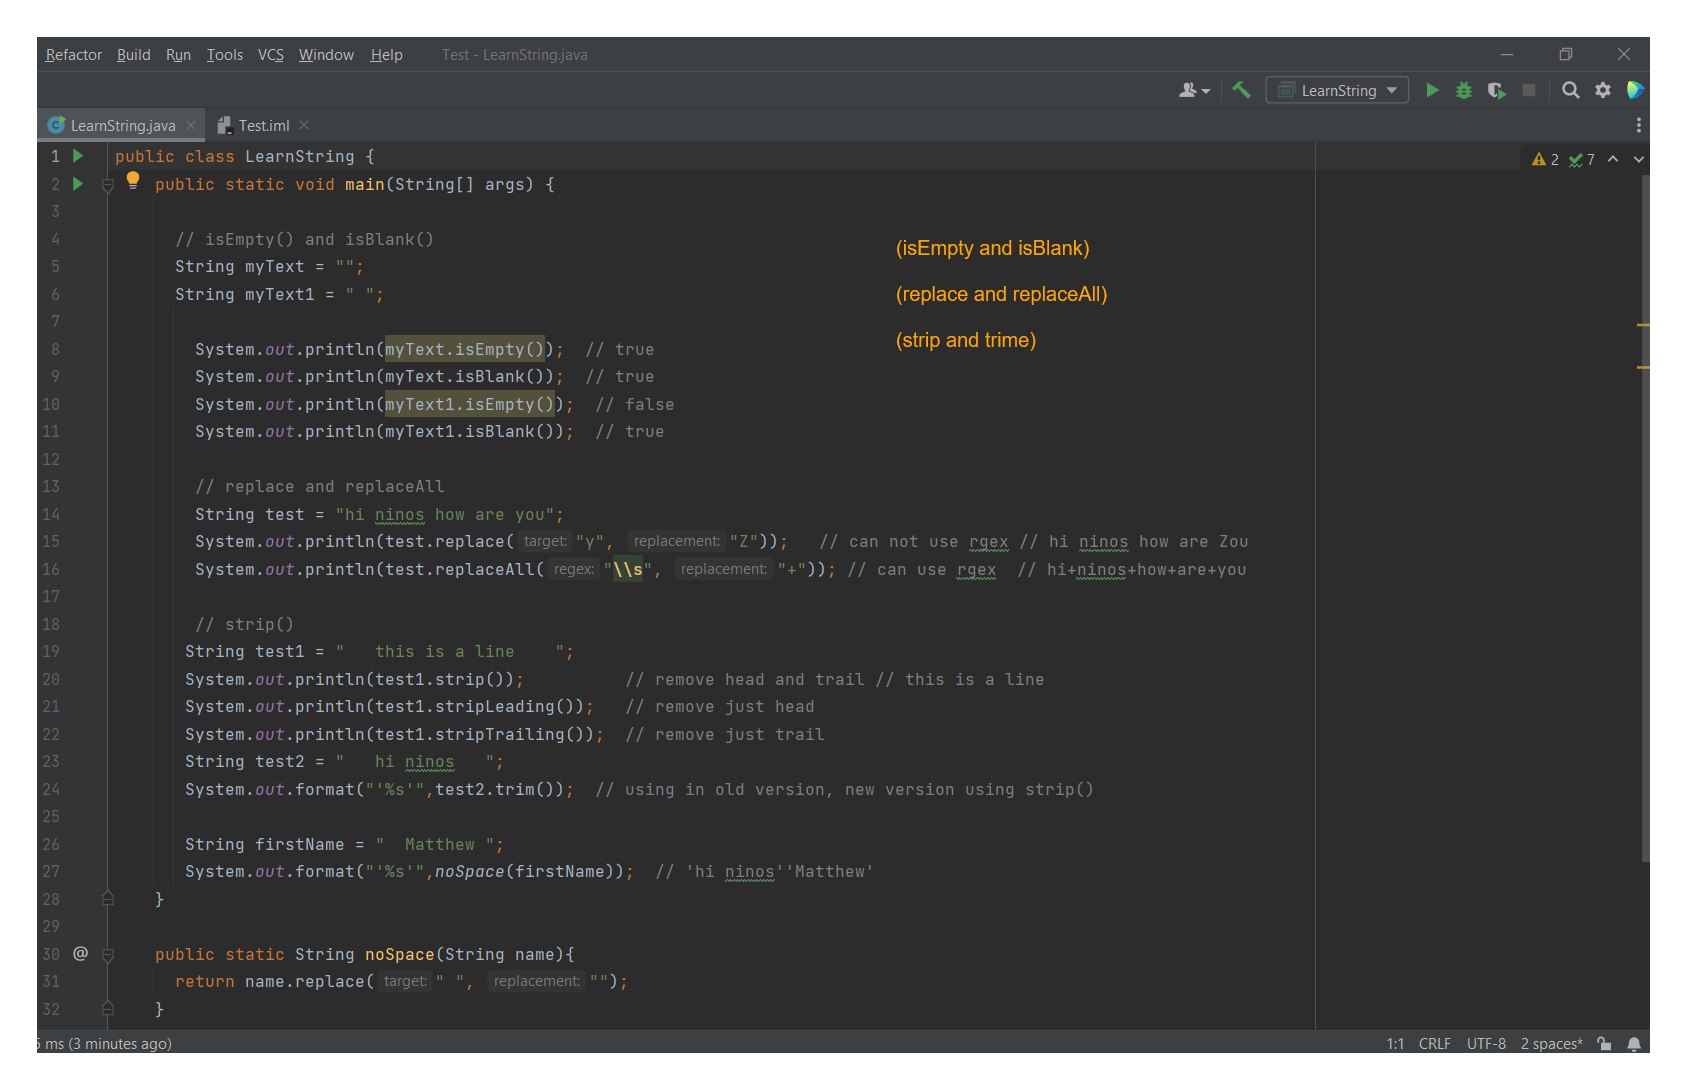 Refactor Build Run Tools VCS Window Help Test - LearnString.java
LearnString
LearnString.java Test.iml
1 public class LearnString {
2 public static void main(String[] args) {
3
4 // isEmpty() and isBlank()
(isEmpty and isBlank)
5 String myText = "";
6 String myText1 = " ";
(replace and replaceAll)
7
8 System.out.println(myText.isEmpty()); // true
(strip and trime)
9 System.out.println(myText.isBlank()); // true
10 System.out.println(myText1.isEmpty()); // false
11 System.out.println(myText1.isBlank()); // true
12
13 // replace and replaceAll
14 String test = "hi ninos how are you";
15 System.out.println(test.replace( target: "y", replacement: "Z")); // can not use rgex // hi ninos how are Zou
16 System.out.println(test.replaceAll( regex: "\\s", replacement: "+")); // can use rgex // hi+ninos+how+are+you
17
18 // strip()
19 String test1 = "   this is a line    ";
20 System.out.println(test1.strip()); // remove head and trail // this is a line
21 System.out.println(test1.stripLeading()); // remove just head
22 System.out.println(test1.stripTrailing()); // remove just trail
23 String test2 = "   hi ninos   ";
24 System.out.format("'%s'",test2.trim()); // using in old version, new version using strip()
25
26 String firstName = "  Matthew ";
27 System.out.format("'%s'",noSpace(firstName)); // 'hi ninos''Matthew'
28 }
29
30 @ public static String noSpace(String name){
31 return name.replace( target: " ", replacement: "");
32 }
2 7
ms (3 minutes ago) 1:1 CRLF UTF-8 2 spaces*